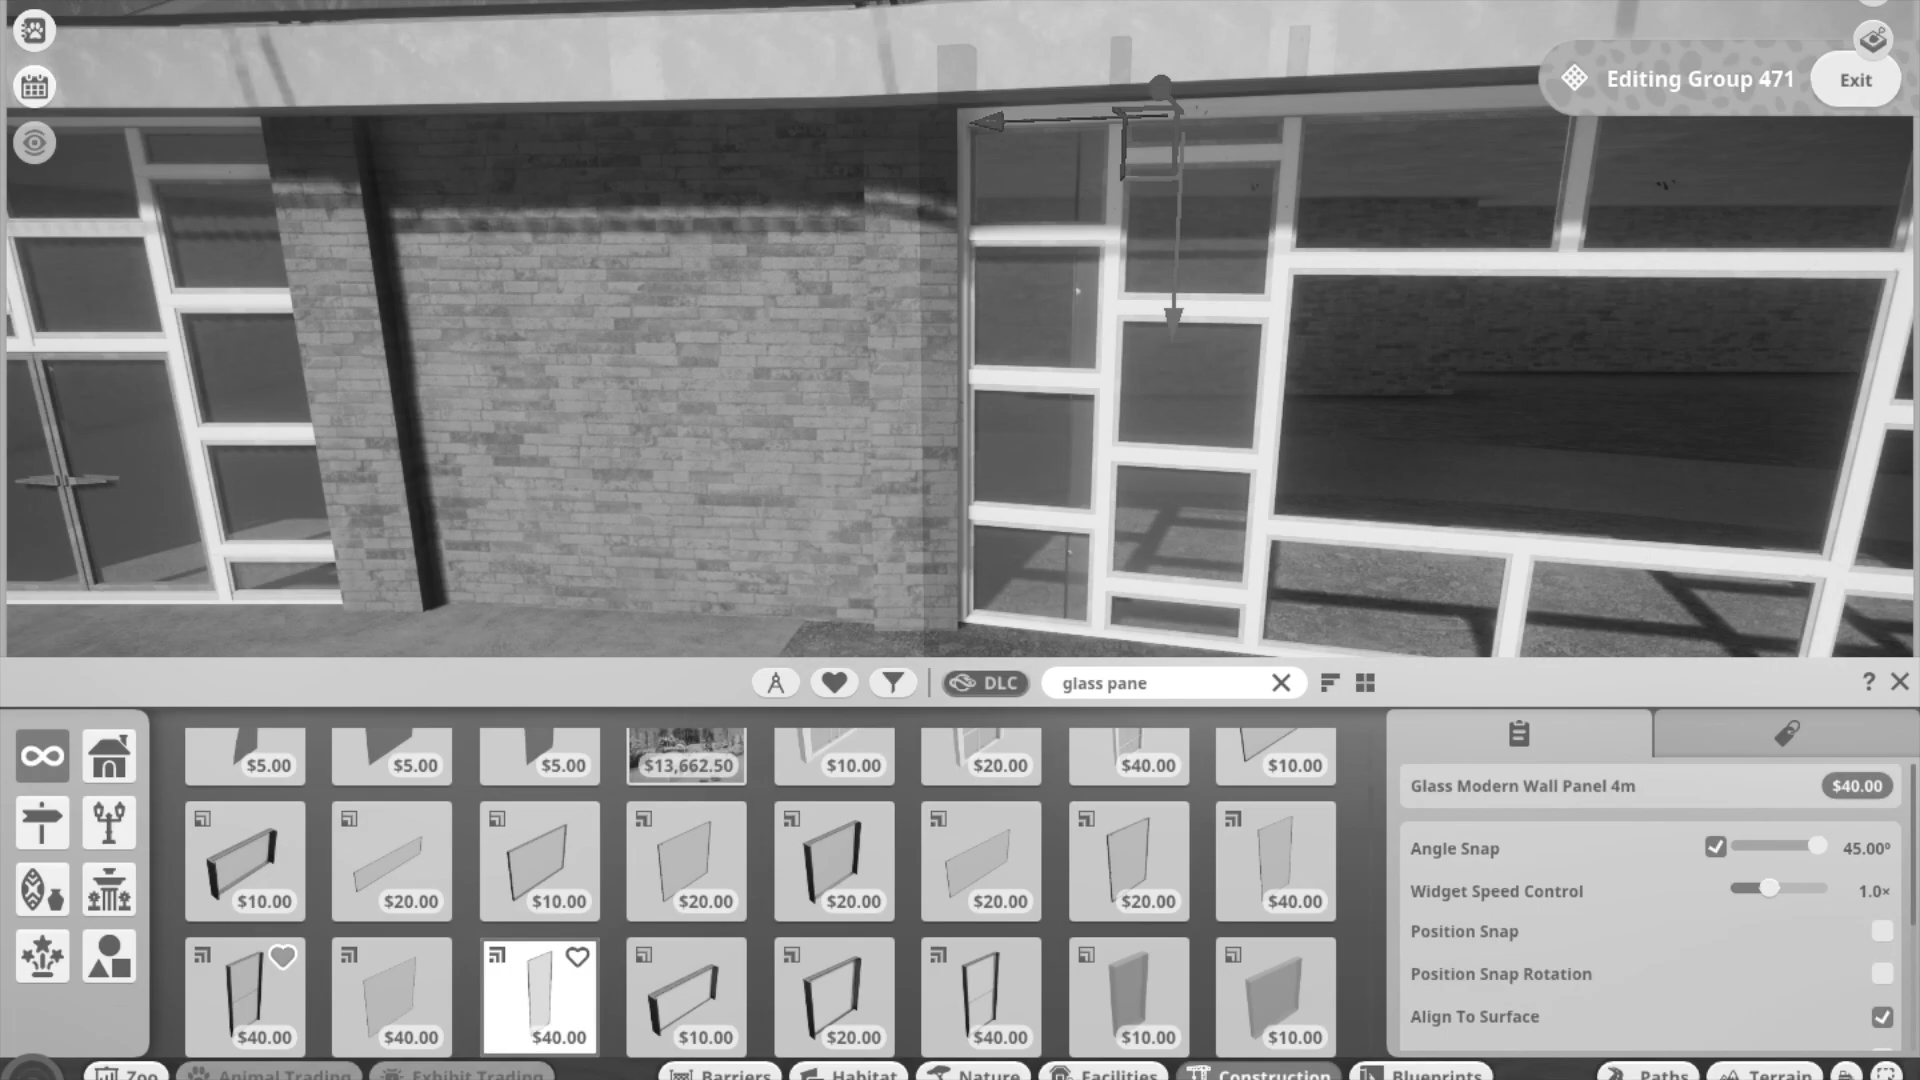 Editing Group 471
Exit
DLC
glass pane
?
$5.00
$5.00
$5.00
$13,662.50
$10.00
$20.00
$40.00
$10.00
$10.00
$20.00
$10.00
$20.00
$20.00
$20.00
$20.00
$40.00
$40.00
$40.00
$40.00
$10.00
$20.00
$40.00
$10.00
$10.00
Glass Modern Wall Panel 4m
$40.00
Angle Snap
45.00°
Widget Speed Control
1.0×
Position Snap
Position Snap Rotation
Align To Surface
Zoo
Animal Trading
Exhibit Trading
Barriers
Habitat
Nature
Facilities
Construction
Blueprints
Paths
Terrain